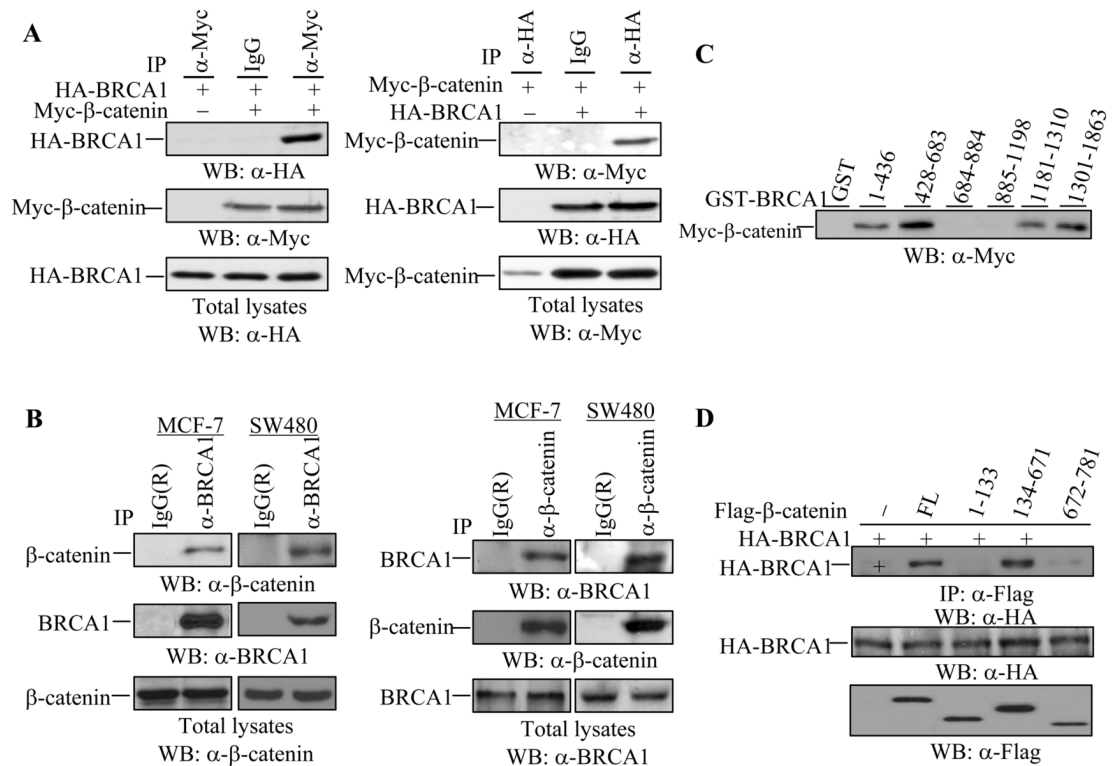 A
IP α-Myc IgG α-Myc
HA-BRCA1 + + +
Myc-β-catenin – + +
HA-BRCA1
WB: α-HA
Myc-β-catenin
WB: α-Myc
HA-BRCA1
Total lysates
WB: α-HA
IP α-HA IgG α-HA
Myc-β-catenin + + +
HA-BRCA1 – + +
Myc-β-catenin
WB: α-Myc
HA-BRCA1
WB: α-HA
Myc-β-catenin
Total lysates
WB: α-Myc
B
MCF-7 SW480
IP IgG(R) α-BRCA1 IgG(R) α-BRCA1
β-catenin
WB: α-β-catenin
BRCA1
WB: α-BRCA1
β-catenin
Total lysates
WB: α-β-catenin
MCF-7 SW480
IP IgG(R) α-β-catenin IgG(R) α-β-catenin
BRCA1
WB: α-BRCA1
β-catenin
WB: α-β-catenin
BRCA1
Total lysates
WB: α-BRCA1
C
GST-BRCA1 GST 1-436 428-683 684-884 885-1198 1181-1310 1301-1863
Myc-β-catenin
WB: α-Myc
D
Flag-β-catenin / FL 1-133 134-671 672-781
HA-BRCA1 + + + +
HA-BRCA1 +
IP: α-Flag
WB: α-HA
HA-BRCA1
WB: α-HA
WB: α-Flag